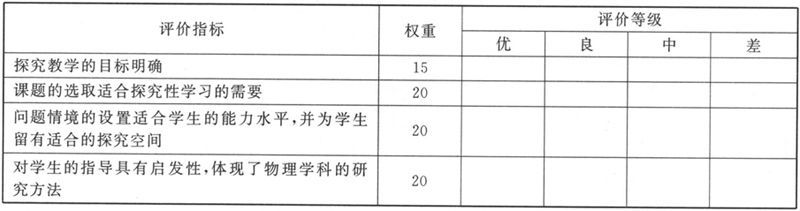 评价指标 权重 评价等级
优 良 中 差
探究教学的目标明确 15
课题的选取适合探究性学习的需要 20
问题情境的设置适合学生的能力水平,并为学生
留有适合的探究空间 20
对学生的指导具有启发性,体现了物理学科的研
究方法 20